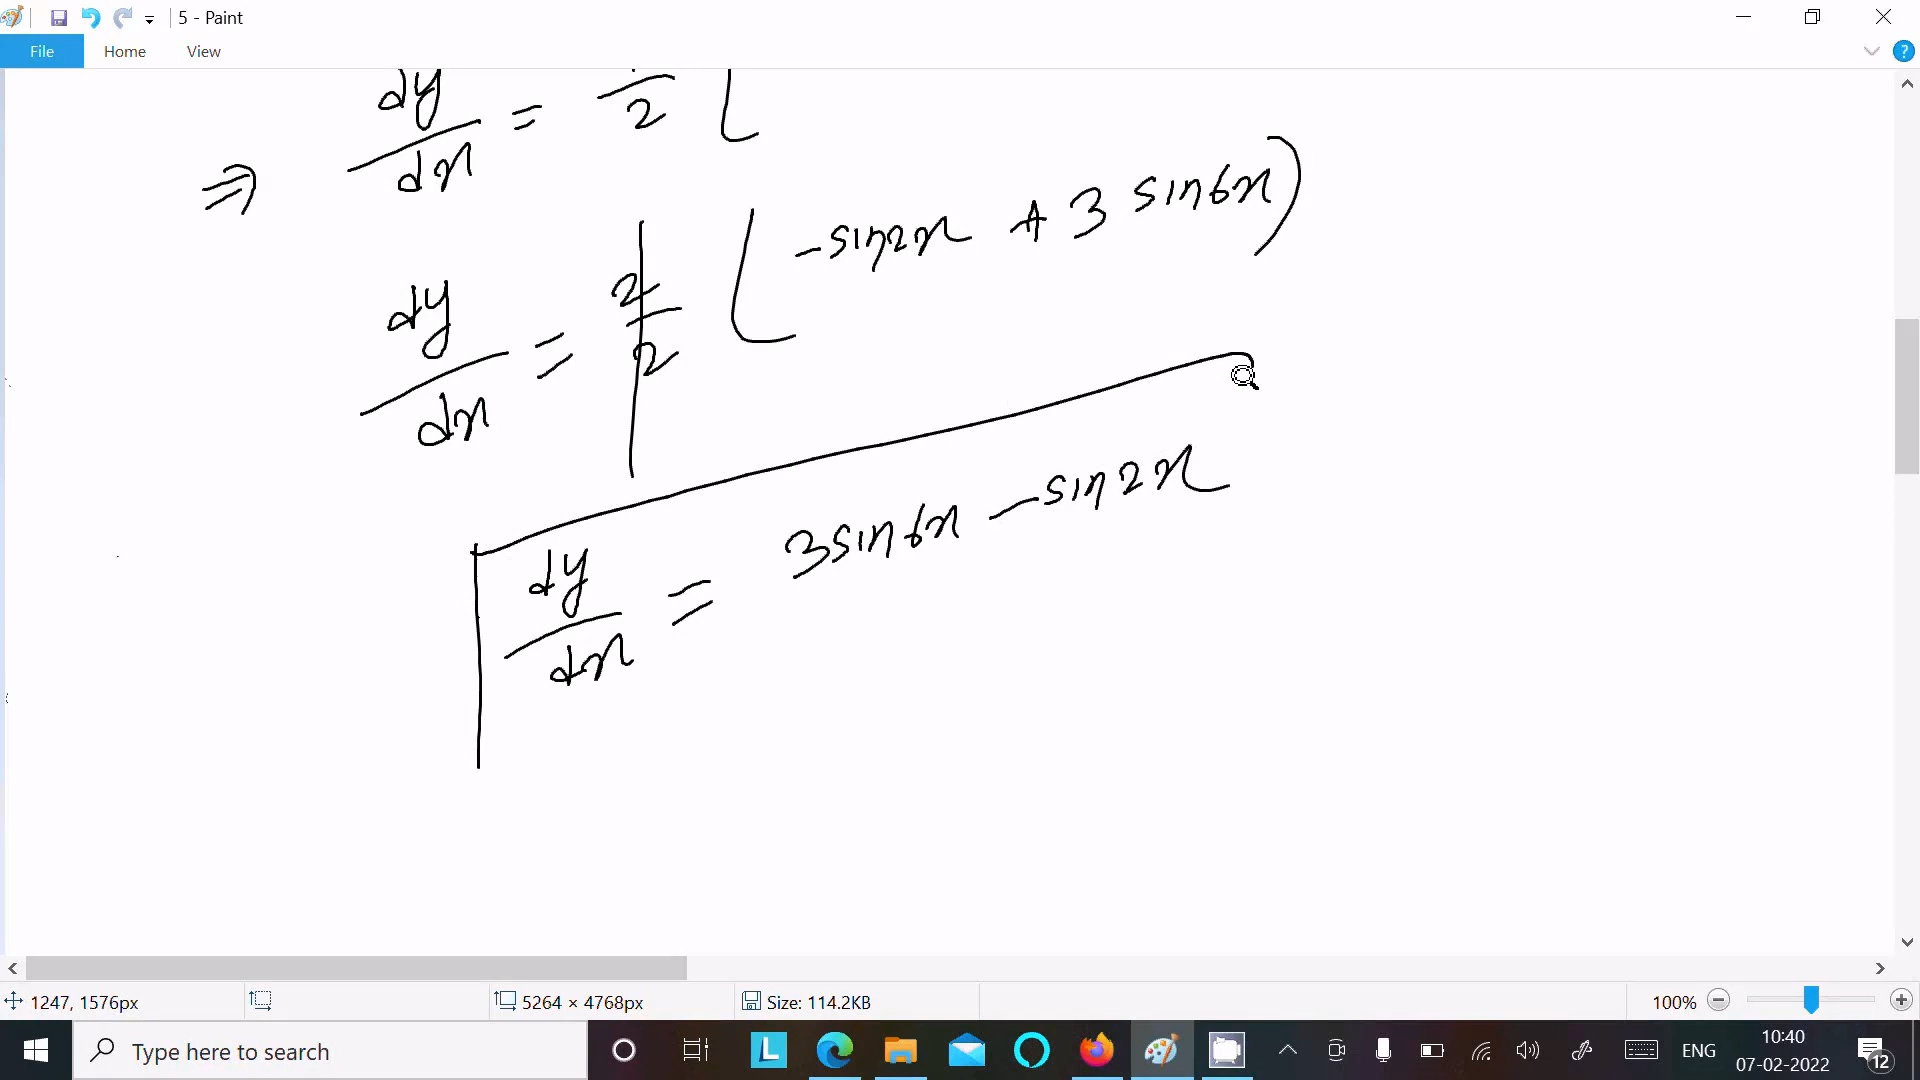 5 - Paint
File Home View
dy/dx = /2 [
⇒
dy/dx = 2/2 [-sin2x + 3 sin6x)
dy/dx = 3sin6x - sin2x
1247, 1576px 5264 × 4768px Size: 114.2KB 100%
Type here to search ENG 10:40
07-02-2022 12